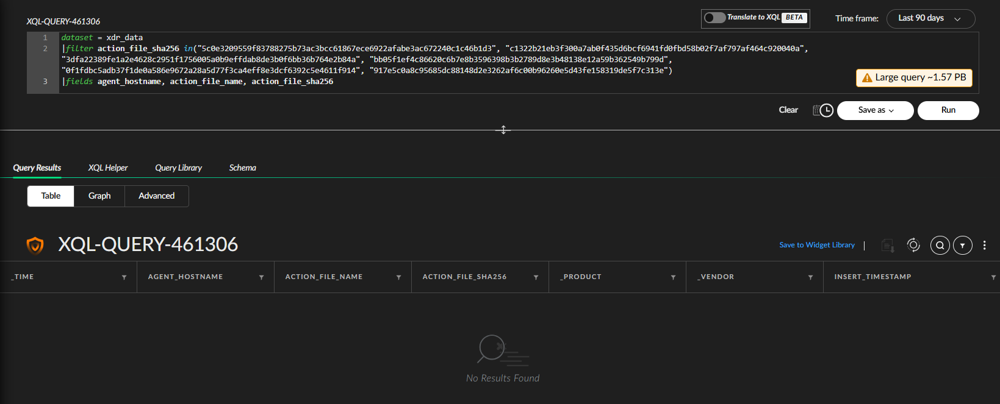 XQL-QUERY-461306
Translate to XQL BETA
Time frame: Last 90 days
1 dataset = xdr_data
2 |filter action_file_sha256 in("5c0e3209559f83788275b73ac3bcc61867ece6922afabe3ac672240c1c46b1d3", "c1322b21eb3f300a7ab0f435d6bcf6941fd0fbd58b02f7af797af464c920040a",
"3dfa22389fe1a2e4628c2951f1756005a0b9effdab8de3b0f6bb36b764e2b84a", "bb05f1ef4c86620c6b7e8b3596398b3b2789d8e3b48138e12a59b362549b799d",
"0f1fdbc5adb37f1de0a586e9672a28a5d77f3ca4eff8e3dcf6392c5e4611f914", "917e5c0a8c95685dc88148d2e3262af6c00b96260e5d43fe158319de5f7c313e")
3 |fields agent_hostname, action_file_name, action_file_sha256
Large query ~1.57 PB
Clear Save as Run
Query Results XQL Helper Query Library Schema
Table Graph Advanced
XQL-QUERY-461306
Save to Widget Library
_TIME AGENT_HOSTNAME ACTION_FILE_NAME ACTION_FILE_SHA256 _PRODUCT _VENDOR INSERT_TIMESTAMP
No Results Found